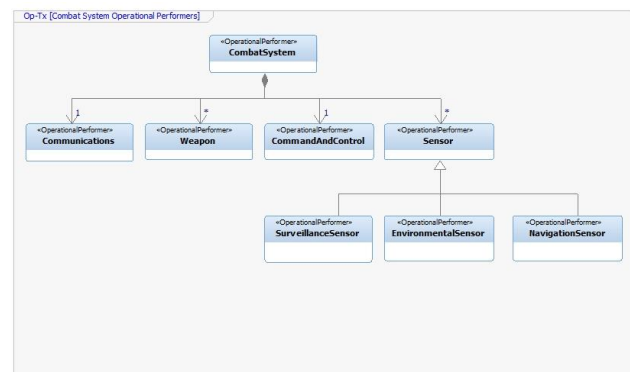 Op-Tx [Combat System Operational Performers]
«OperationalPerformer»
CombatSystem
1
*
1
*
«OperationalPerformer»
Communications
«OperationalPerformer»
Weapon
«OperationalPerformer»
CommandAndControl
«OperationalPerformer»
Sensor
«OperationalPerformer»
SurveillanceSensor
«OperationalPerformer»
EnvironmentalSensor
«OperationalPerformer»
NavigationSensor